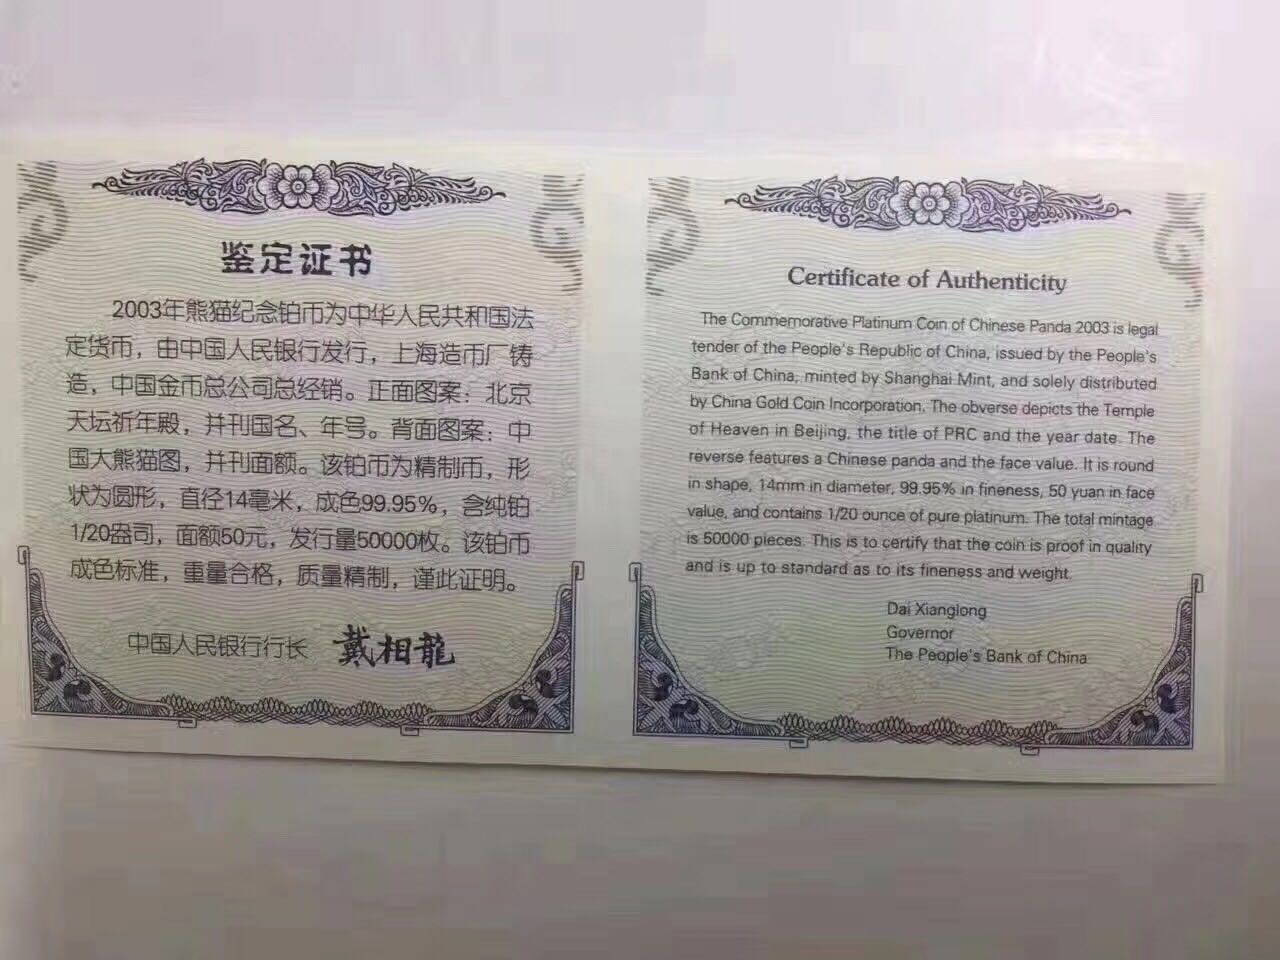 鉴定证书
2003年熊猫纪念铂币为中华人民共和国法
定货币，由中国人民银行发行，上海造币厂铸
造，中国金币总公司总经销。正面图案：北京
天坛祈年殿，并刊国名、年号。背面图案：中
国大熊猫图，并刊面额。该铂币为精制币，形
状为圆形，直径14毫米，成色99.95%，含纯铂
1/20盎司，面额50元，发行量50000枚。该铂币
成色标准，重量合格，质量精制，谨此证明。
中国人民银行行长 戴相龍
Certificate of Authenticity
The Commemorative Platinum Coin of Chinese Panda 2003 is legal
tender of the People's Republic of China, issued by the People's
Bank of China, minted by Shanghai Mint, and solely distributed
by China Gold Coin Incorporation. The obverse depicts the Temple
of Heaven in Beijing, the title of PRC and the year date. The
reverse features a Chinese panda and the face value. It is round
in shape, 14mm in diameter, 99.95% in fineness, 50 yuan in face
value, and contains 1/20 ounce of pure platinum. The total mintage
is 50000 pieces. This is to certify that the coin is proof in quality
and is up to standard as to its fineness and weight.
Dai Xianglong
Governor
The People's Bank of China